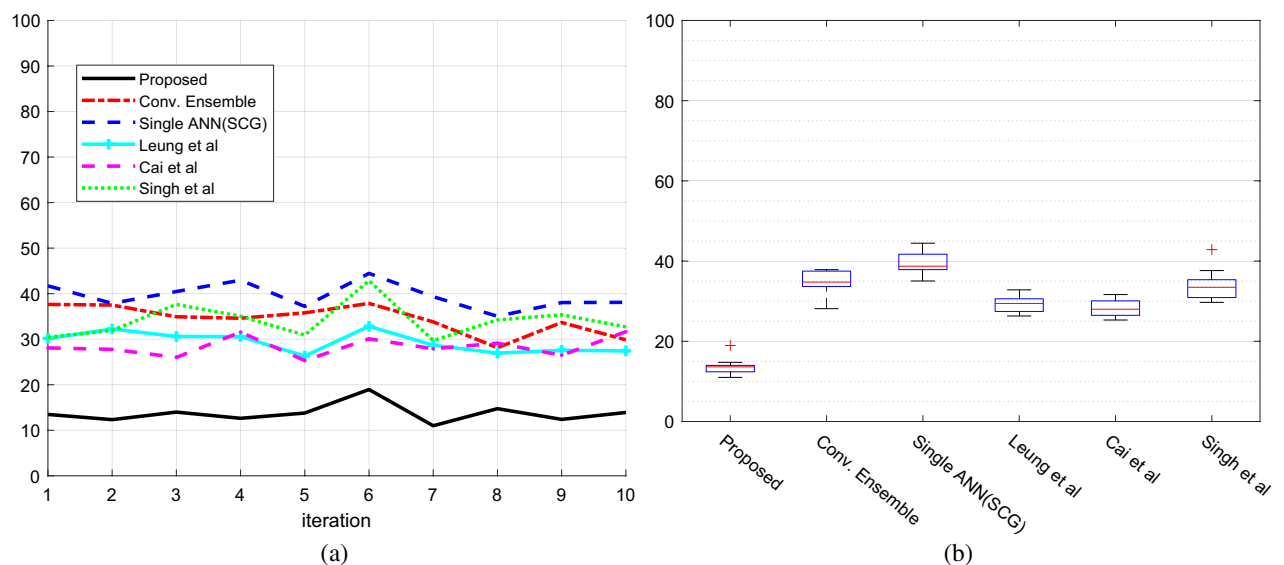 100
90
80
70
60
50
40
30
20
10
0
Proposed
Conv. Ensemble
Single ANN(SCG)
Leung et al
Cai et al
Singh et al
1 2 3 4 5 6 7 8 9 10
iteration
(a)
100
80
60
40
20
0
Proposed
Conv. Ensemble
Single ANN(SCG)
Leung et al
Cai et al
Singh et al
(b)